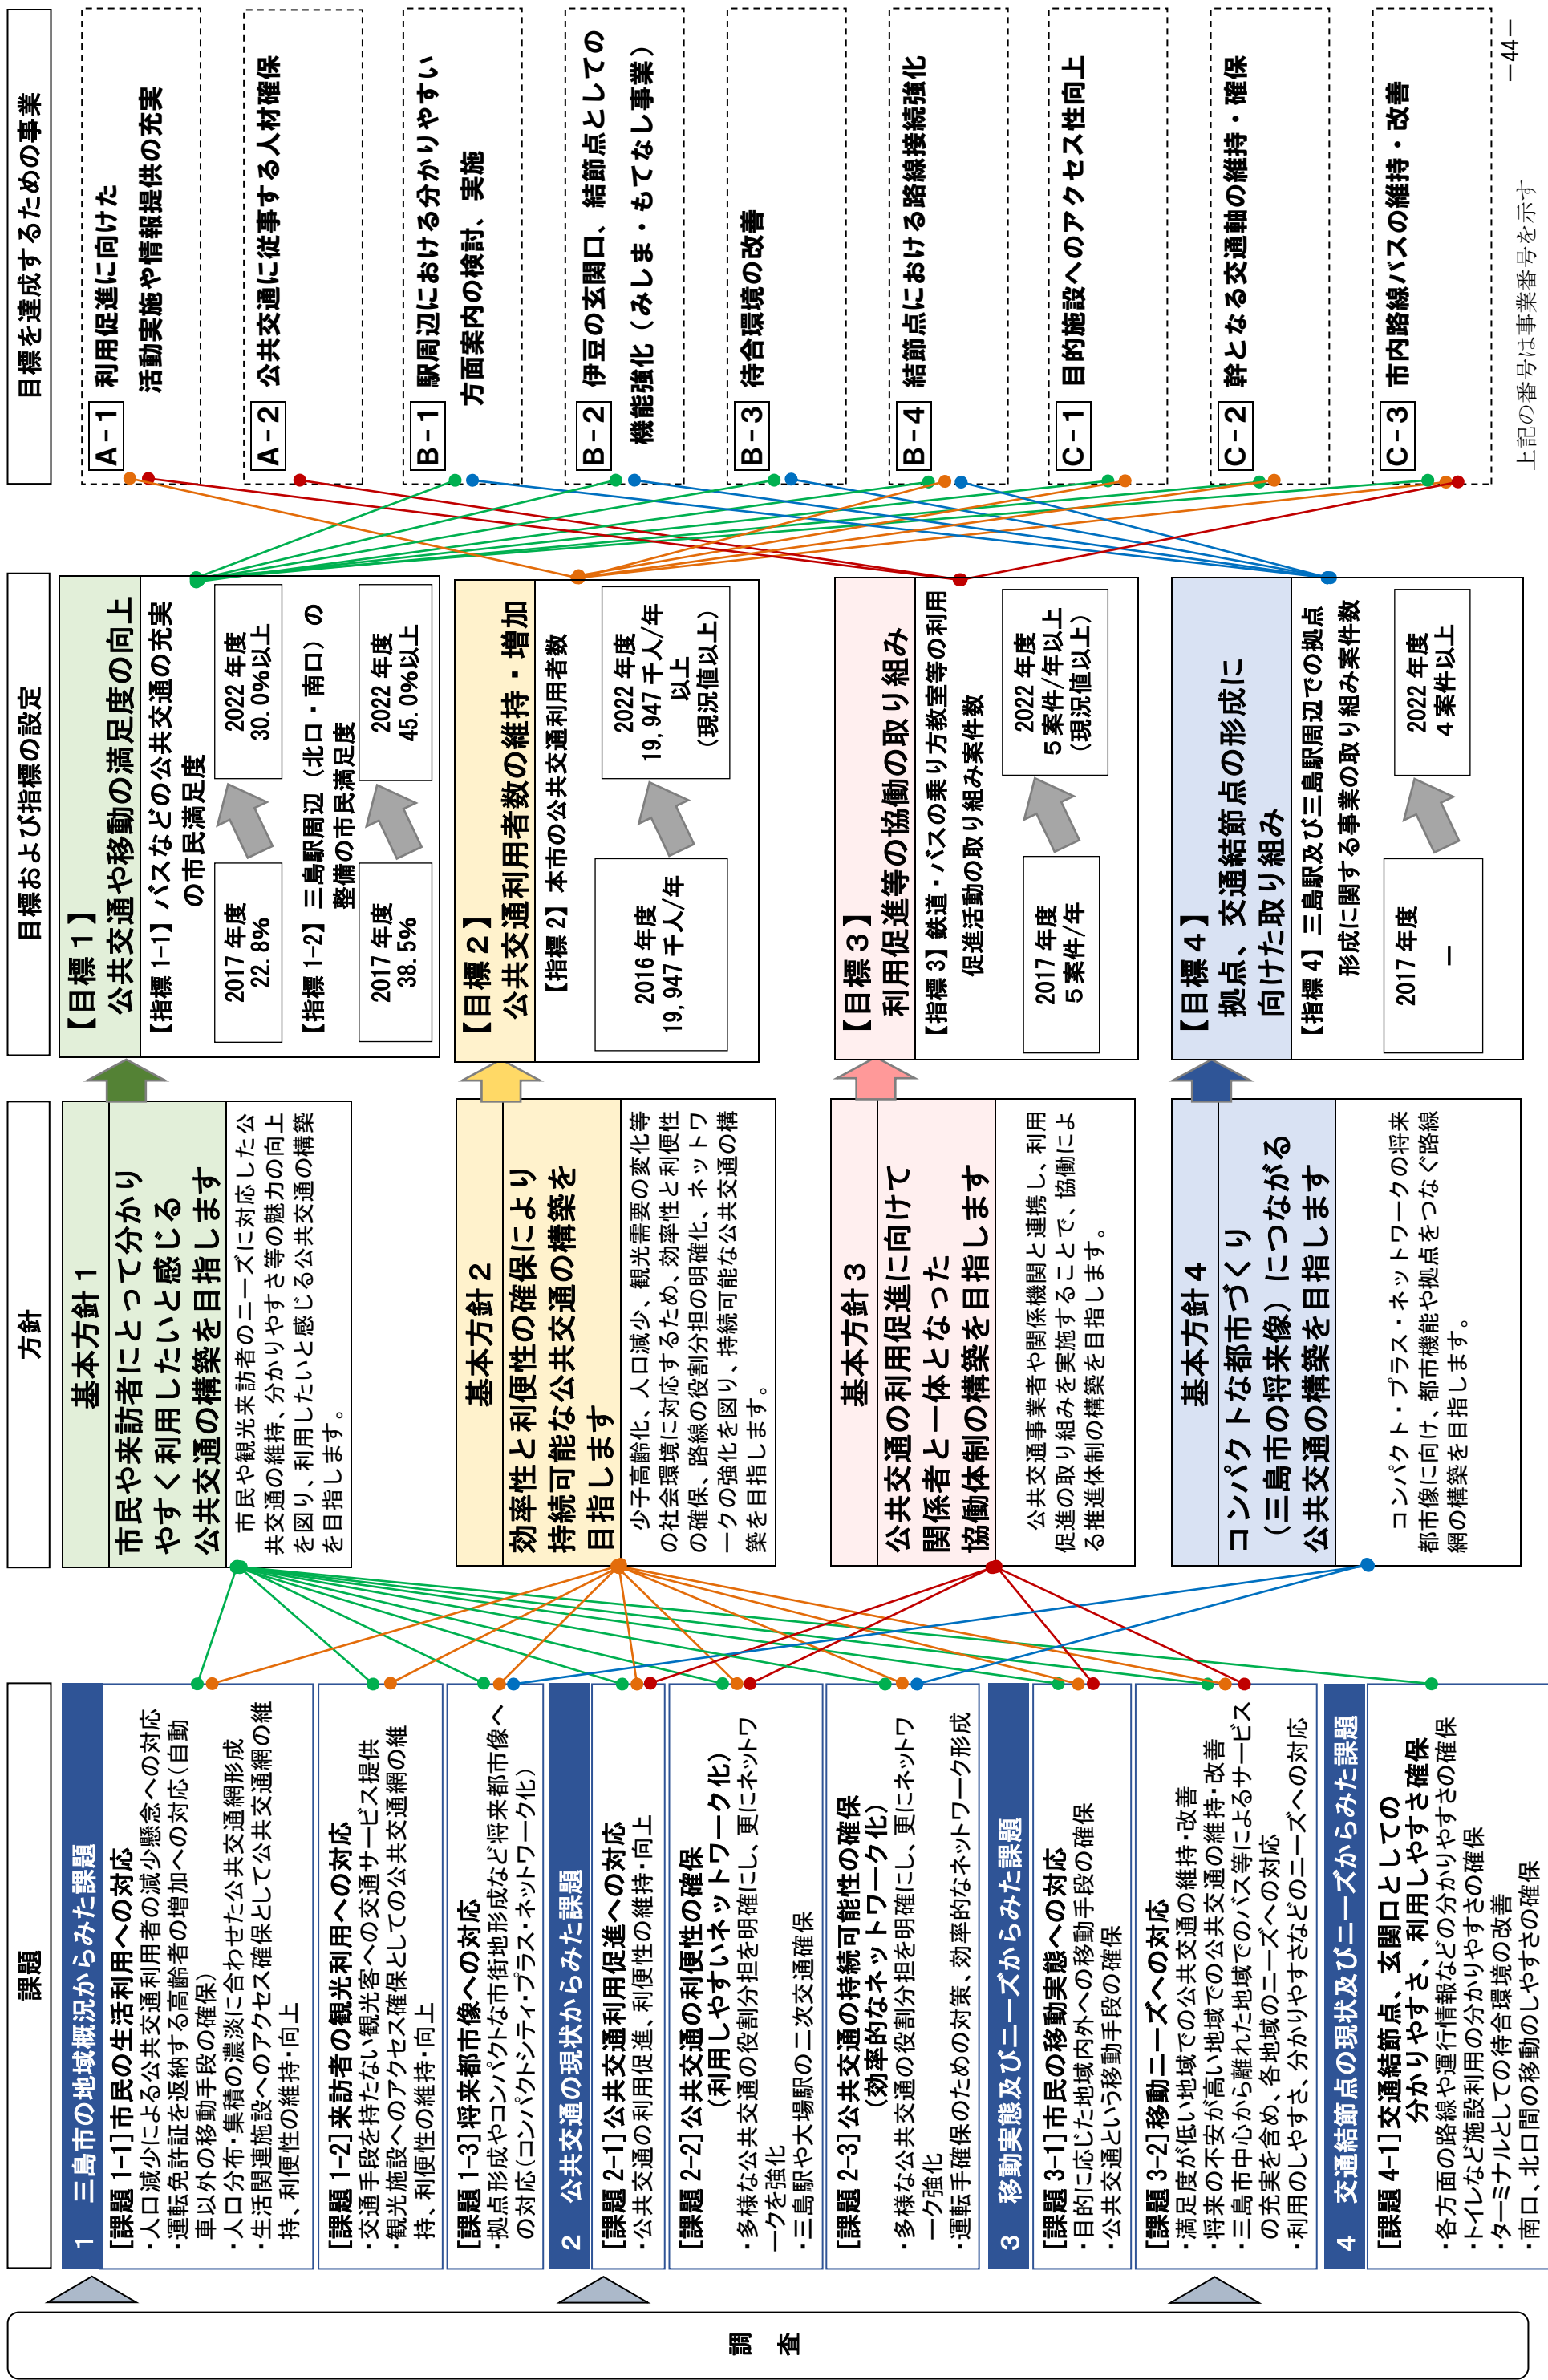 調　査
課題
1　三島市の地域概況からみた課題
[課題 1-1]市民の生活利用への対応
・人口減少による公共交通利用者の減少懸念への対応
・運転免許証を返納する高齢者の増加への対応（自動
車以外の移動手段の確保）
・人口分布・集積の濃淡に合わせた公共交通網形成
・生活関連施設へのアクセス確保として公共交通網の維
持、利便性の維持・向上
[課題 1-2]来訪者の観光利用への対応
・交通手段を持たない観光客への交通サービス提供
・観光施設へのアクセス確保としての公共交通網の維
持、利便性の維持・向上
[課題 1-3]将来都市像への対応
・拠点形成やコンパクトな市街地形成など将来都市像へ
の対応（コンパクトシティ・プラス・ネットワーク化）
2　公共交通の現状からみた課題
[課題 2-1]公共交通利用促進への対応
・公共交通の利用促進、利便性の維持・向上
[課題 2-2]公共交通の利便性の確保
（利用しやすいネットワーク化）
・多様な公共交通の役割分担を明確にし、更にネットワ
ークを強化
・三島駅や大場駅の二次交通確保
[課題 2-3]公共交通の持続可能性の確保
（効率的なネットワーク化）
・多様な公共交通の役割分担を明確にし、更にネットワ
ーク強化
・運転手確保のための対策、効率的なネットワーク形成
3　移動実態及びニーズからみた課題
[課題 3-1]市民の移動実態への対応
・目的に応じた地域内外への移動手段の確保
・公共交通という移動手段の確保
[課題 3-2]移動ニーズへの対応
・満足度が低い地域での公共交通の維持・改善
・将来の不安が高い地域での公共交通の維持・改善
・三島市中心から離れた地域でのバス等によるサービス
の充実を含め、各地域のニーズへの対応
・利用のしやすさ、分かりやすさなどのニーズへの対応
4　交通結節点の現状及びニーズからみた課題
[課題 4-1]交通結節点、玄関口としての
分かりやすさ、利用しやすさ確保
・各方面の路線や運行情報などの分かりやすさの確保
・トイレなど施設利用の分かりやすさの確保
・ターミナルとしての待合環境の改善
・南口、北口間の移動のしやすさの確保
方針
基本方針１
市民や来訪者にとって分かり
やすく利用したいと感じる
公共交通の構築を目指します
市民や観光来訪者のニーズに対応した公
共交通の維持、分かりやすさ等の魅力の向上
を図り、利用したいと感じる公共交通の構築
を目指します。
基本方針２
効率性と利便性の確保により
持続可能な公共交通の構築を
目指します
少子高齢化、人口減少、観光需要の変化等
の社会環境に対応するため、効率性と利便性
の確保、路線の役割分担の明確化、ネットワ
ークの強化を図り、持続可能な公共交通の構
築を目指します。
基本方針３
公共交通の利用促進に向けて
関係者と一体となった
協働体制の構築を目指します
公共交通事業者や関係機関と連携し、利用
促進の取り組みを実施することで、協働によ
る推進体制の構築を目指します。
基本方針４
コンパクトな都市づくり
（三島市の将来像）につながる
公共交通の構築を目指します
コンパクト・プラス・ネットワークの将来
都市像に向け、都市機能や拠点をつなぐ路線
網の構築を目指します。
目標および指標の設定
【目標１】
公共交通や移動の満足度の向上
【指標 1-1】バスなどの公共交通の充実
の市民満足度
2017 年度
22.8%
2022 年度
30.0%以上
【指標 1-2】三島駅周辺（北口・南口）の
整備の市民満足度
2017 年度
38.5%
2022 年度
45.0%以上
【目標２】
公共交通利用者数の維持・増加
【指標 2】本市の公共交通利用者数
2016 年度
19,947 千人/年
2022 年度
19,947 千人/年
以上
（現況値以上）
【目標３】
利用促進等の協働の取り組み
【指標 3】鉄道・バスの乗り方教室等の利用
促進活動の取り組み案件数
2017 年度
５案件/年
2022 年度
５案件/年以上
（現況値以上）
【目標４】
拠点、交通結節点の形成に
向けた取り組み
【指標 4】三島駅及び三島駅周辺での拠点
形成に関する事業の取り組み案件数
2017 年度
―
2022 年度
４案件以上
目標を達成するための事業
A-1 利用促進に向けた
活動実施や情報提供の充実
A-2 公共交通に従事する人材確保
B-1 駅周辺における分かりやすい
方面案内の検討、実施
B-2 伊豆の玄関口、結節点としての
機能強化（みしま・もてなし事業）
B-3 待合環境の改善
B-4 結節点における路線接続強化
C-1 目的施設へのアクセス性向上
C-2 幹となる交通軸の維持・確保
C-3 市内路線バスの維持・改善
上記の番号は事業番号を示す
－44－